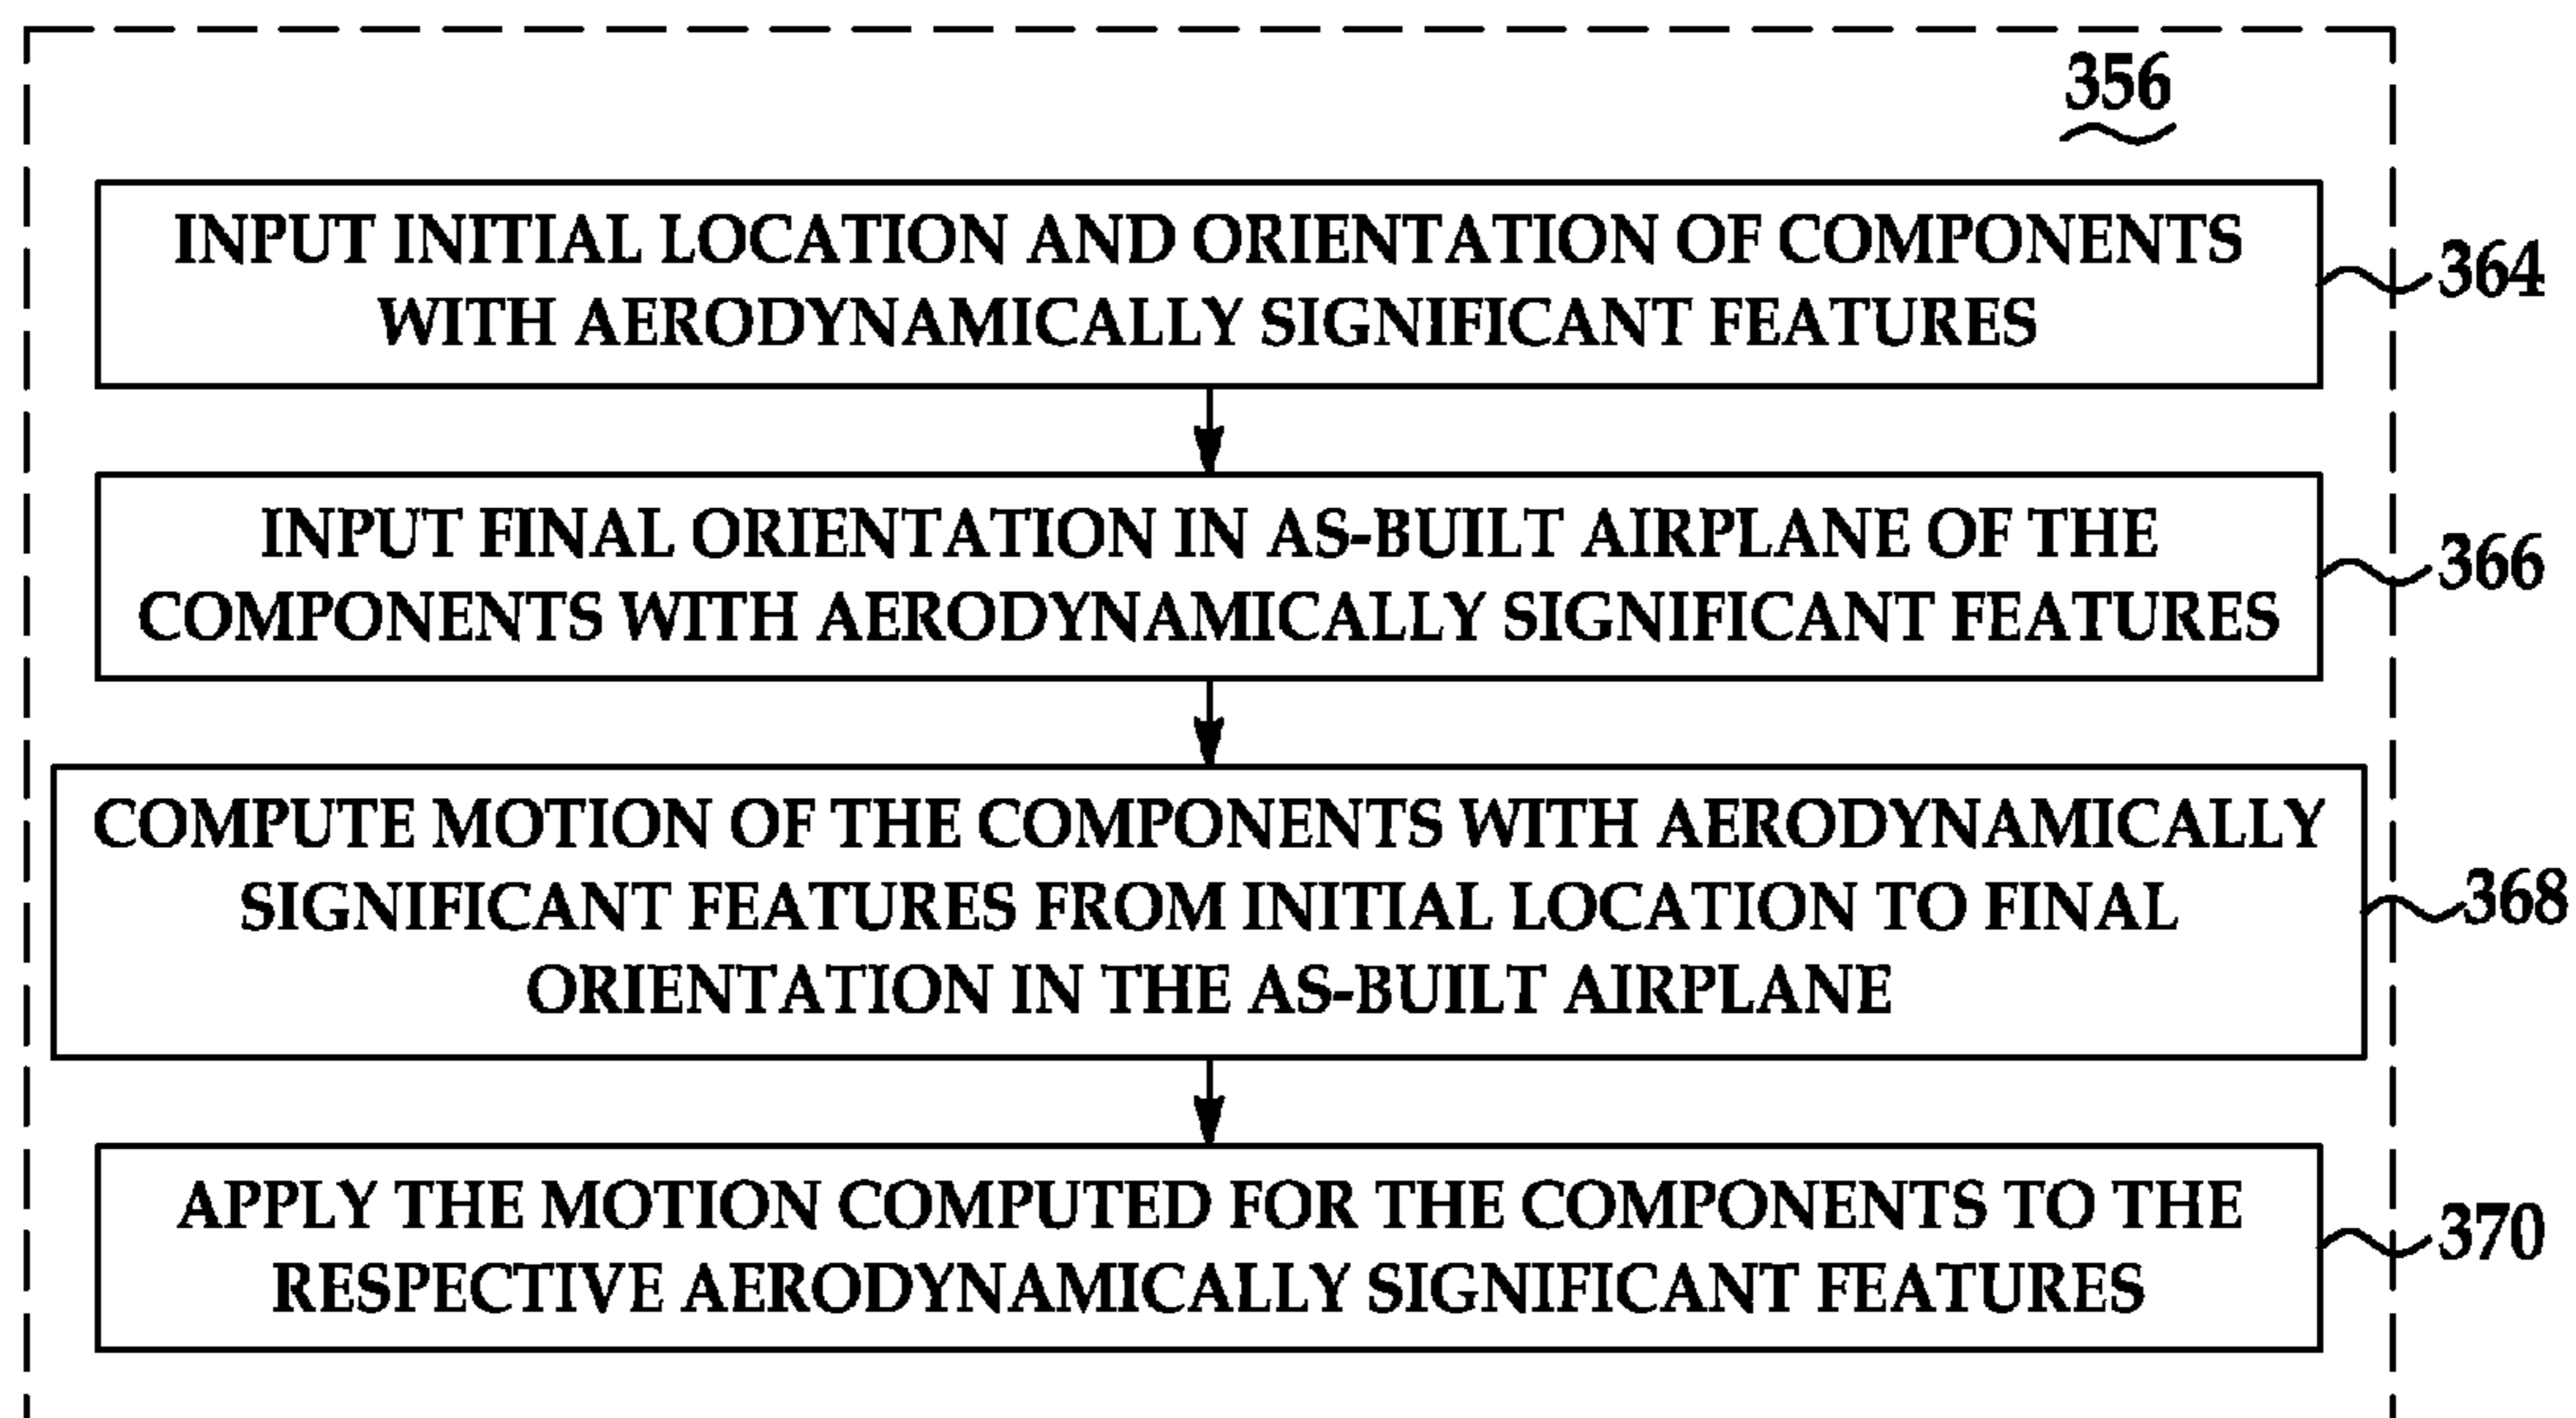 356
INPUT INITIAL LOCATION AND ORIENTATION OF COMPONENTS
WITH AERODYNAMICALLY SIGNIFICANT FEATURES
364
INPUT FINAL ORIENTATION IN AS-BUILT AIRPLANE OF THE
COMPONENTS WITH AERODYNAMICALLY SIGNIFICANT FEATURES
366
COMPUTE MOTION OF THE COMPONENTS WITH AERODYNAMICALLY
SIGNIFICANT FEATURES FROM INITIAL LOCATION TO FINAL
ORIENTATION IN THE AS-BUILT AIRPLANE
368
APPLY THE MOTION COMPUTED FOR THE COMPONENTS TO THE
RESPECTIVE AERODYNAMICALLY SIGNIFICANT FEATURES
370